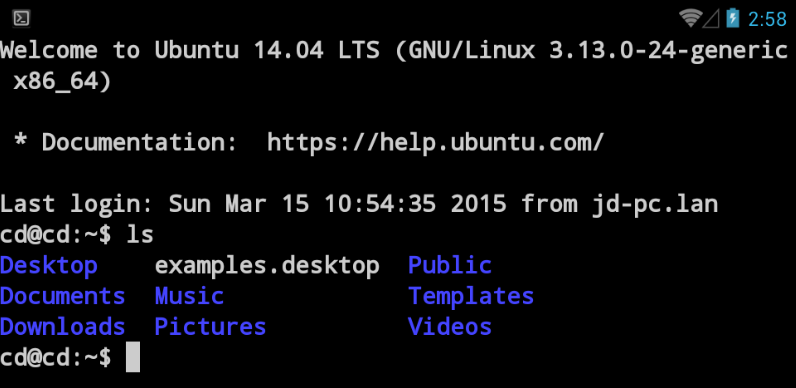 2:58
Welcome to Ubuntu 14.04 LTS (GNU/Linux 3.13.0-24-generic
x86_64)
* Documentation:  https://help.ubuntu.com/
Last login: Sun Mar 15 10:54:35 2015 from jd-pc.lan
cd@cd:~$ ls
Desktop    examples.desktop  Public
Documents  Music             Templates
Downloads  Pictures          Videos
cd@cd:~$